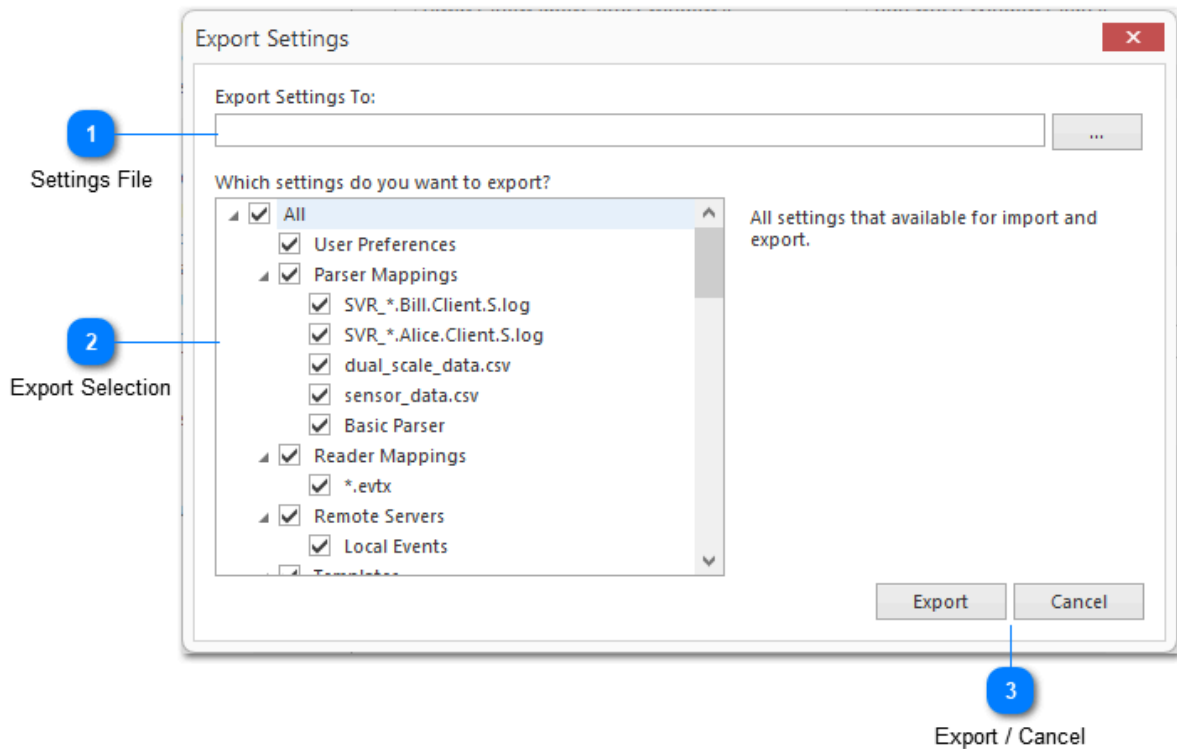 Export Settings
Export Settings To:
...
1
Settings File
Which settings do you want to export?
All
User Preferences
Parser Mappings
SVR_*.Bill.Client.S.log
SVR_*.Alice.Client.S.log
dual_scale_data.csv
sensor_data.csv
Basic Parser
Reader Mappings
*.evtx
Remote Servers
Local Events
Templates
All settings that available for import and
export.
2
Export Selection
Export Cancel
3
Export / Cancel